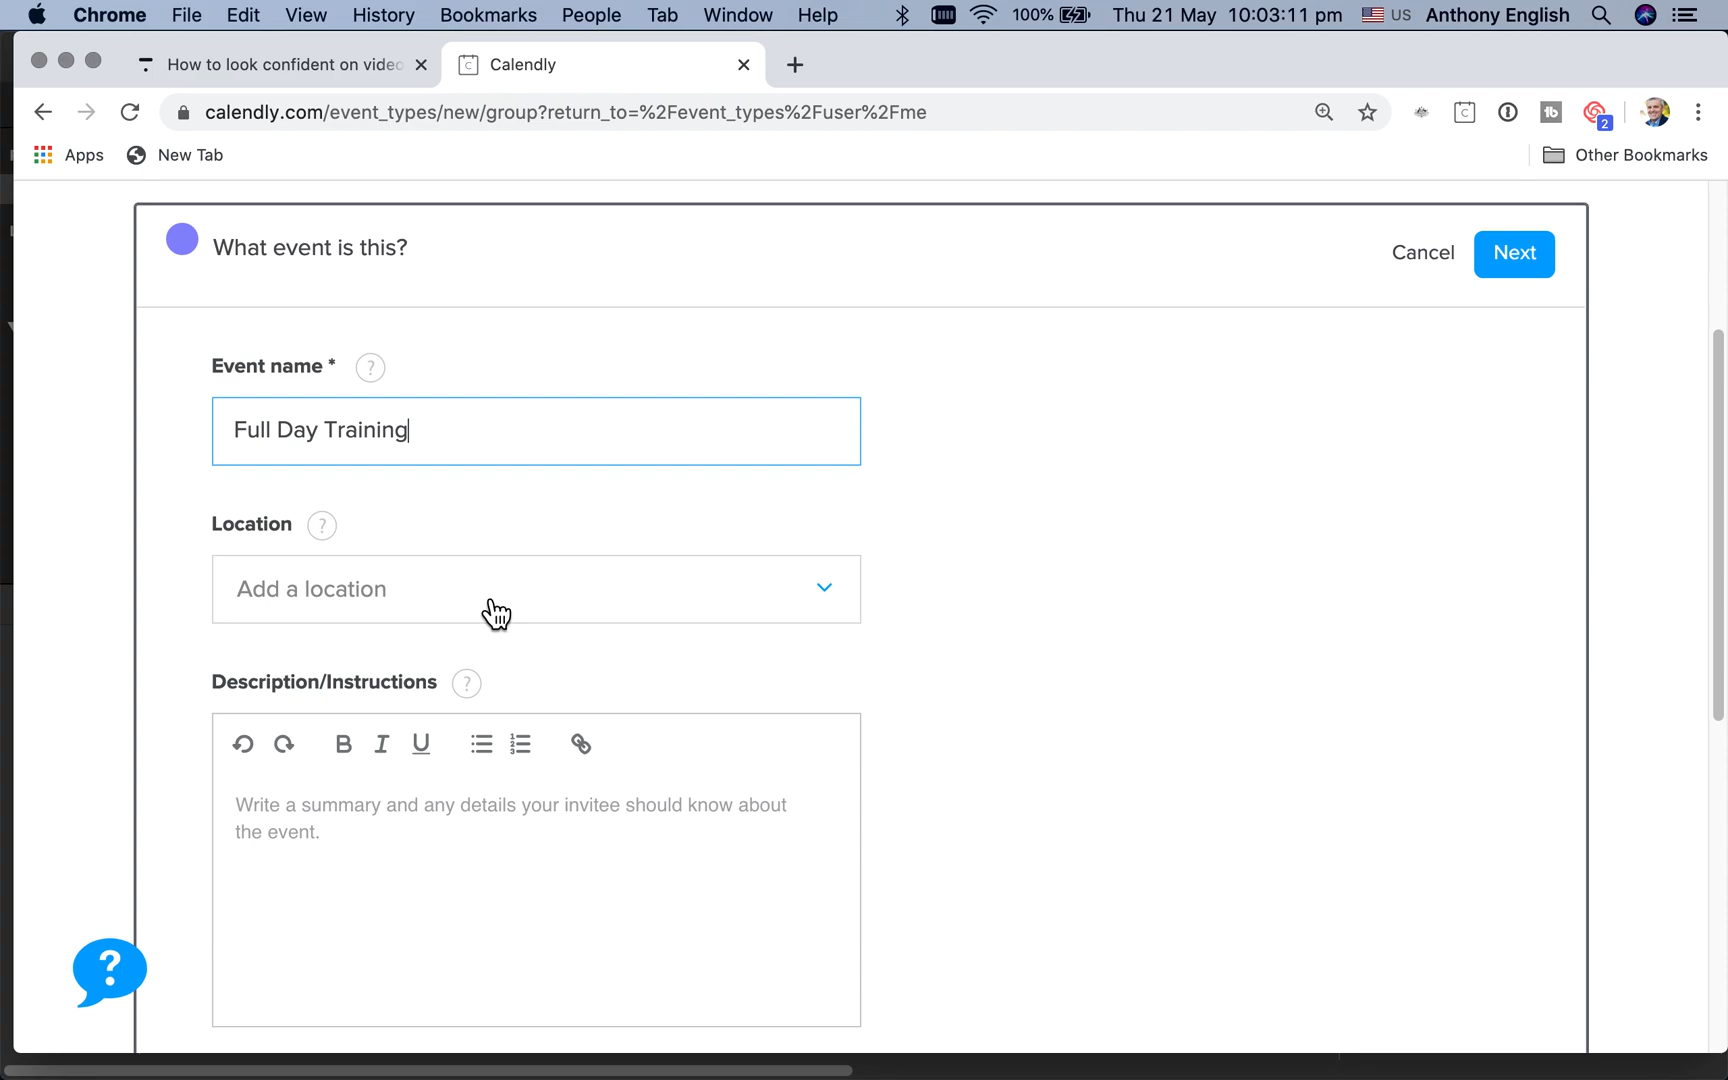 Chrome File Edit View History Bookmarks People Tab Window Help 100% Thu 21 May 10:03:11 pm US Anthony English
How to look confident on video
Calendly
calendly.com/event_types/new/group?return_to=%2Fevent_types%2Fuser%2Fme
2
Apps New Tab Other Bookmarks
What event is this?
Cancel Next
Event name * ?
Full Day Training
Location ?
Add a location
Description/Instructions ?
B I U
Write a summary and any details your invitee should know about
the event.
?